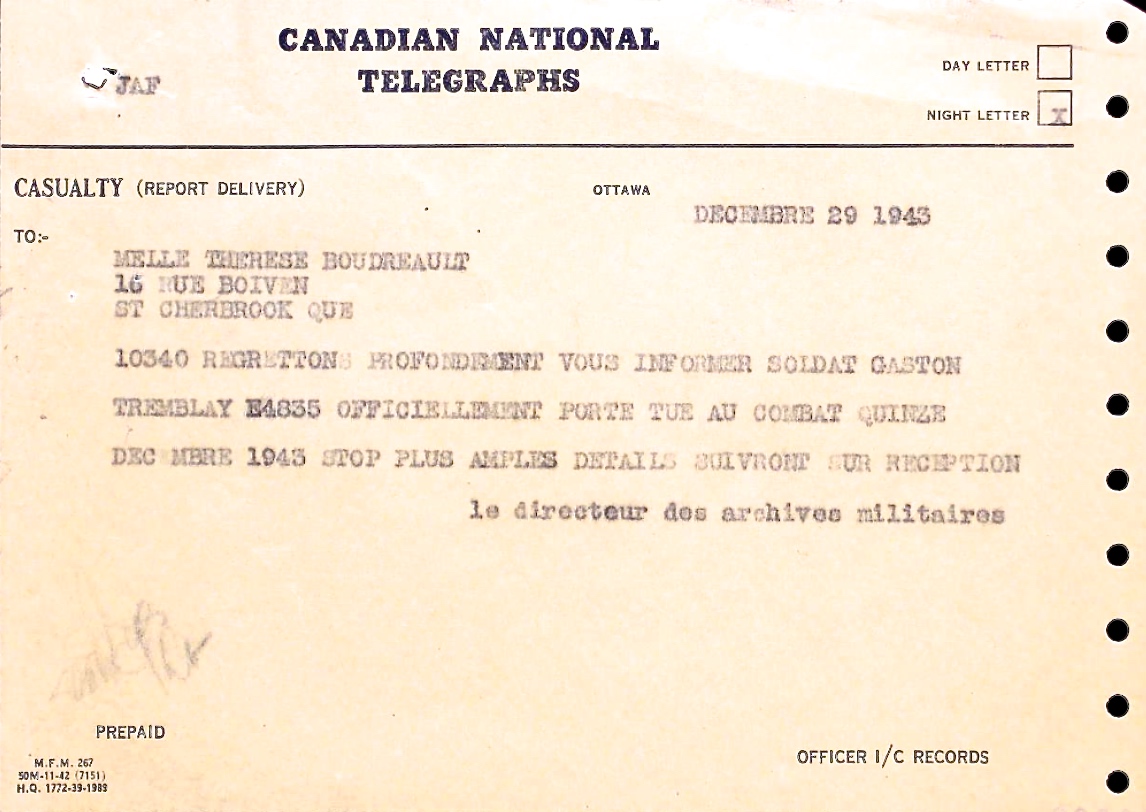 CANADIAN NATIONAL
TELEGRAPHS
JAF
DAY LETTER
NIGHT LETTER X
CASUALTY (REPORT DELIVERY)
OTTAWA
DECEMBRE 29 1943
TO:-
MELLE THERESE BOUDREAULT
16 RUE BOIVEN
ST CHERBROOK QUE
10340 REGRETTONS PROFONDEMENT VOUS INFORMER SOLDAT GASTON
TREMBLAY E4835 OFFICIELLEMENT PORTE TUE AU COMBAT QUINZE
DEC MBRE 1943 STOP PLUS AMPLES DETAILS SUIVRONT SUR RECEPTION
le directeur des archives militaires
PREPAID
OFFICER I/C RECORDS
M.F.M. 267
50M-11-42 (7151)
H.Q. 1772-39-1989